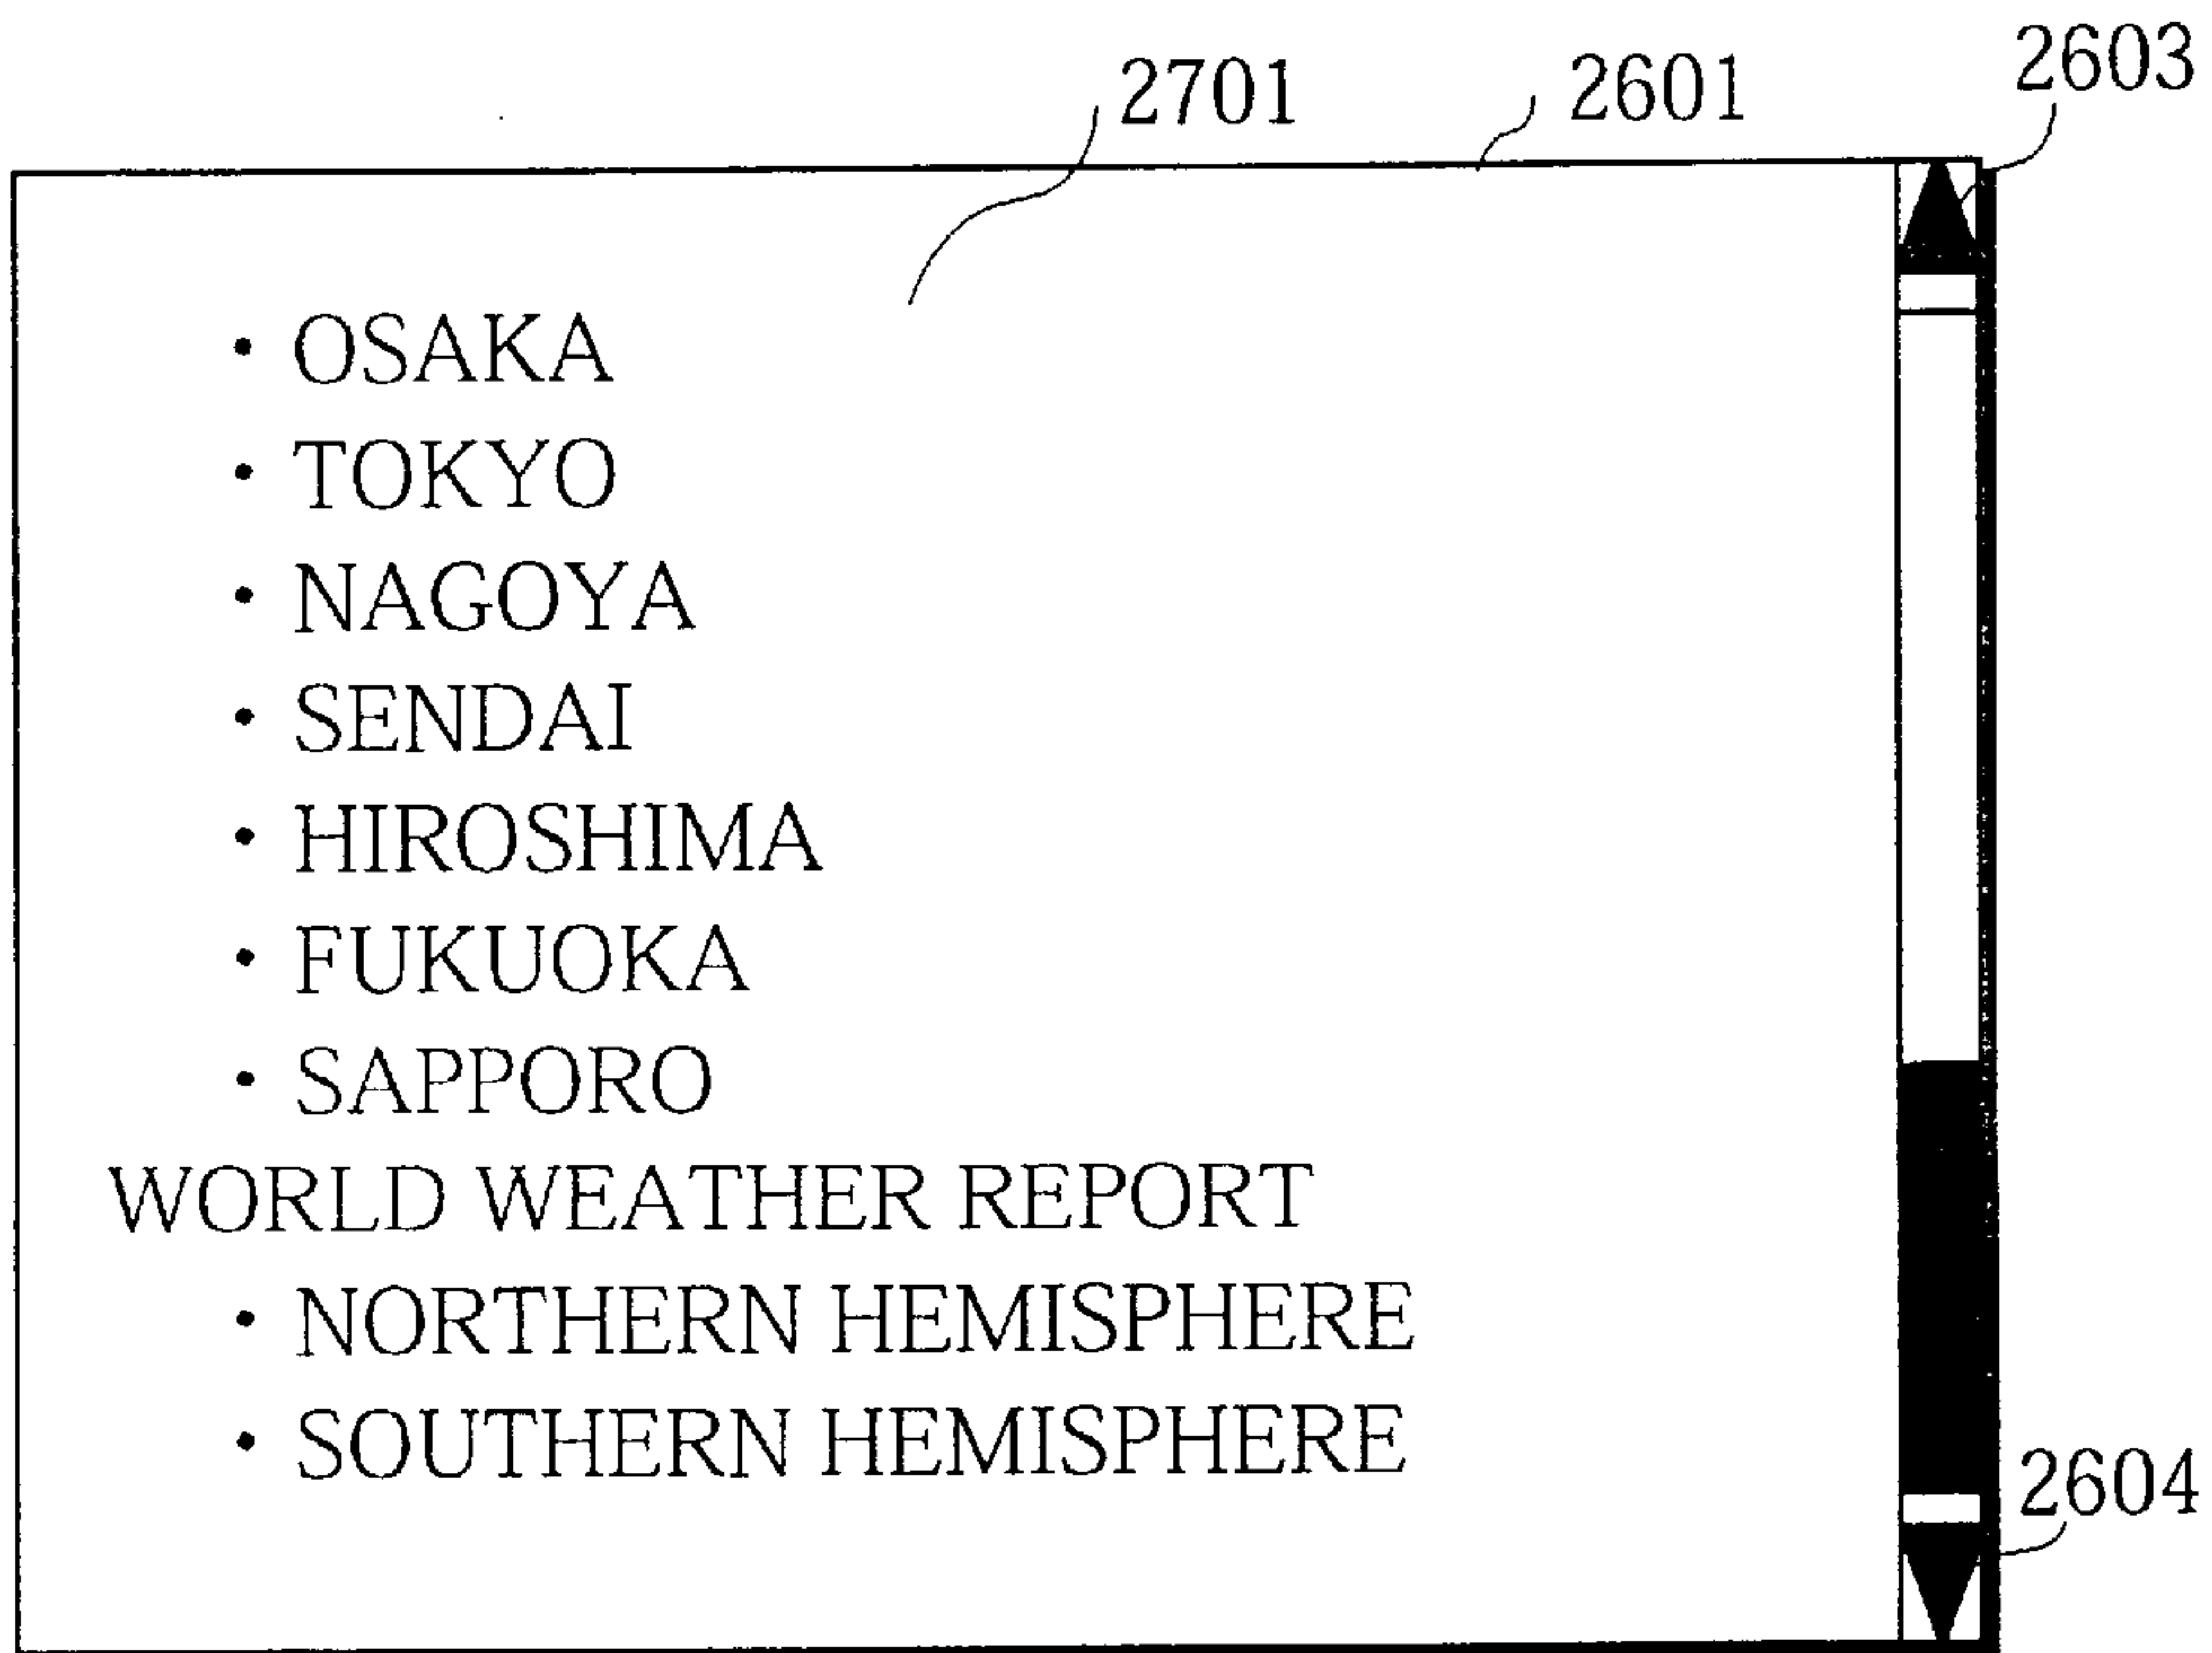 2603
2701 2601
• OSAKA
• TOKYO
• NAGOYA
• SENDAI
• HIROSHIMA
• FUKUOKA
• SAPPORO
WORLD WEATHER REPORT
• NORTHERN HEMISPHERE
• SOUTHERN HEMISPHERE
2604